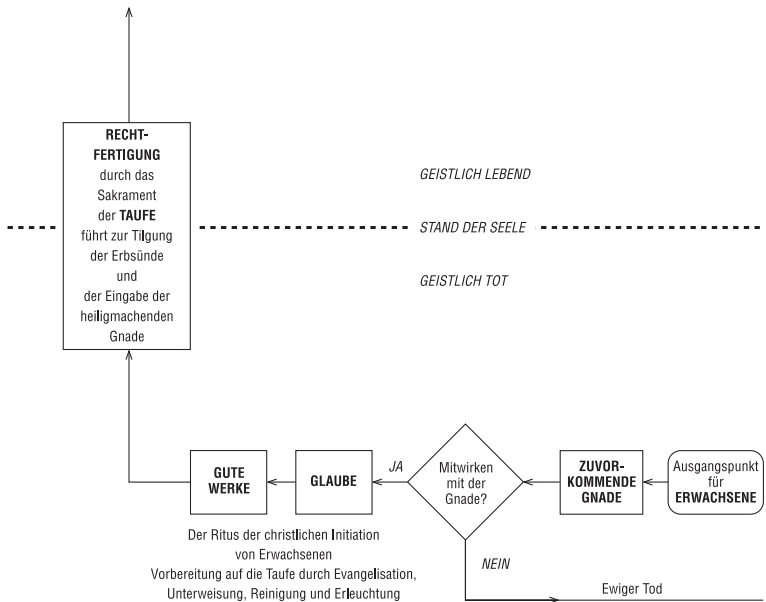 RECHT-
FERTIGUNG
durch das
Sakrament
der TAUFE
führt zur Tilgung
der Erbsünde
und
der Eingabe der
heiligmachenden
Gnade
GEISTLICH LEBEND
STAND DER SEELE
GEISTLICH TOT
GUTE
WERKE
GLAUBE
JA
Mitwirken
mit der
Gnade?
ZUVOR-
KOMMENDE
GNADE
Ausgangspunkt
für
ERWACHSENE
Der Ritus der christlichen Initiation
von Erwachsenen
Vorbereitung auf die Taufe durch Evangelisation,
Unterweisung, Reinigung und Erleuchtung
NEIN
Ewiger Tod